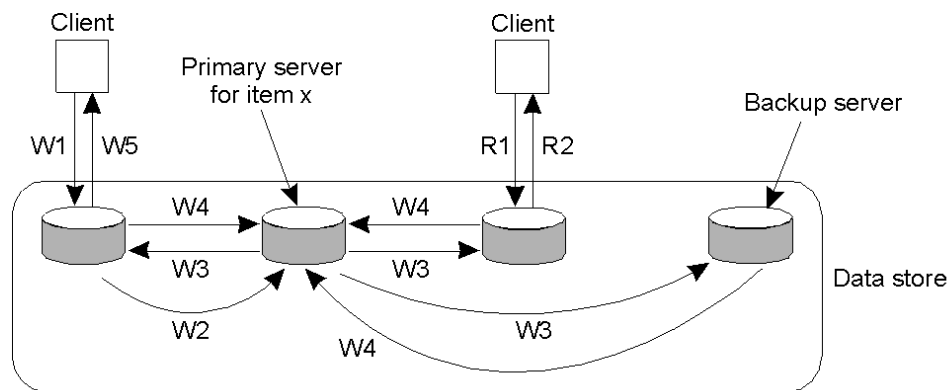 Client
Client
Primary server
for item x
Backup server
W1
W5
R1
R2
W4
W4
W3
W3
Data store
W2
W3
W4